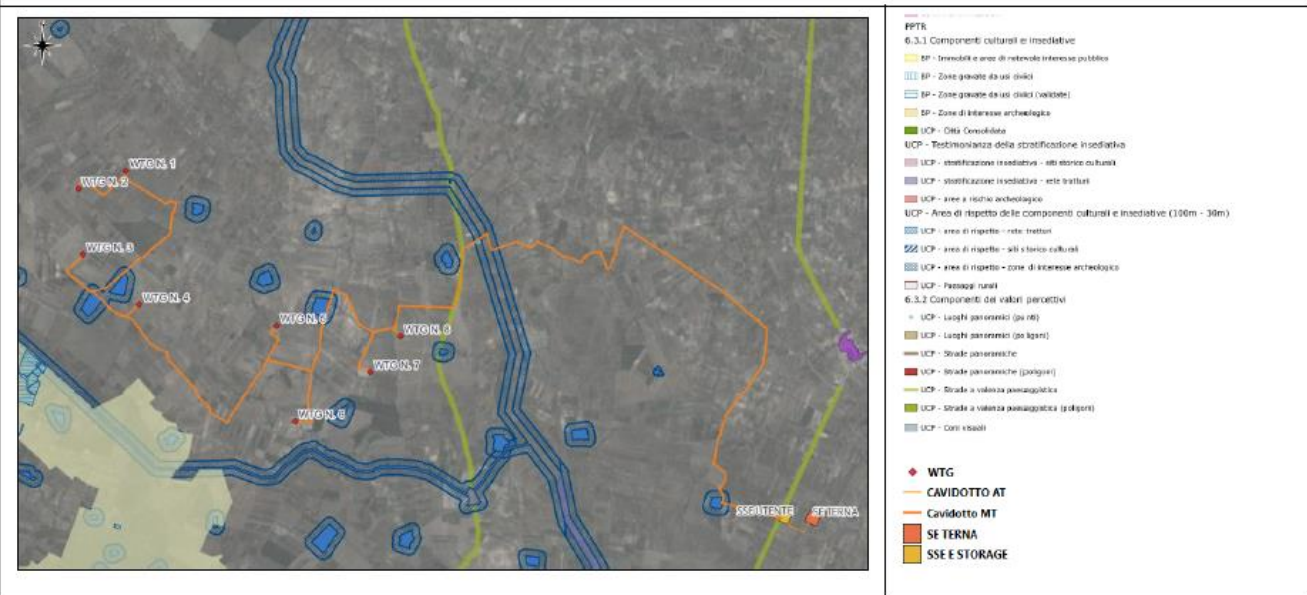 WTG N. 1
WTG N. 2
WTG N. 3
WTG N. 4
WTG N. 5
WTG N. 8
WTG N. 7
WTG N. 6
SSE UTENTE
SE TERNA
PPTR
6.3.1 Componenti culturali e insediative
BP - Immobili e aree di notevole interesse pubblico
BP - Zone gravate da usi civici
BP - Zone gravate da usi civici (validate)
BP - Zone di interesse archeologico
UCP - Città Consolidata
UCP - Testimonianza della stratificazione insediativa
UCP - stratificazione insediativa - siti storico culturali
UCP - stratificazione insediativa - rete tratturi
UCP - aree a rischio archeologico
UCP - Area di rispetto delle componenti culturali e insediative (100m - 30m)
UCP - area di rispetto - rete tratturi
UCP - area di rispetto - siti storico culturali
UCP - area di rispetto - zone di interesse archeologico
UCP - Paesaggi rurali
6.3.2 Componenti dei valori percettivi
UCP - Luoghi panoramici (punti)
UCP - Luoghi panoramici (poligoni)
UCP - Strade panoramiche
UCP - Strade panoramiche (poligoni)
UCP - Strade a valenza paesaggistica
UCP - Strade a valenza paesaggistica (poligoni)
UCP - Coni visuali
WTG
CAVIDOTTO AT
Cavidotto MT
SE TERNA
SSE E STORAGE